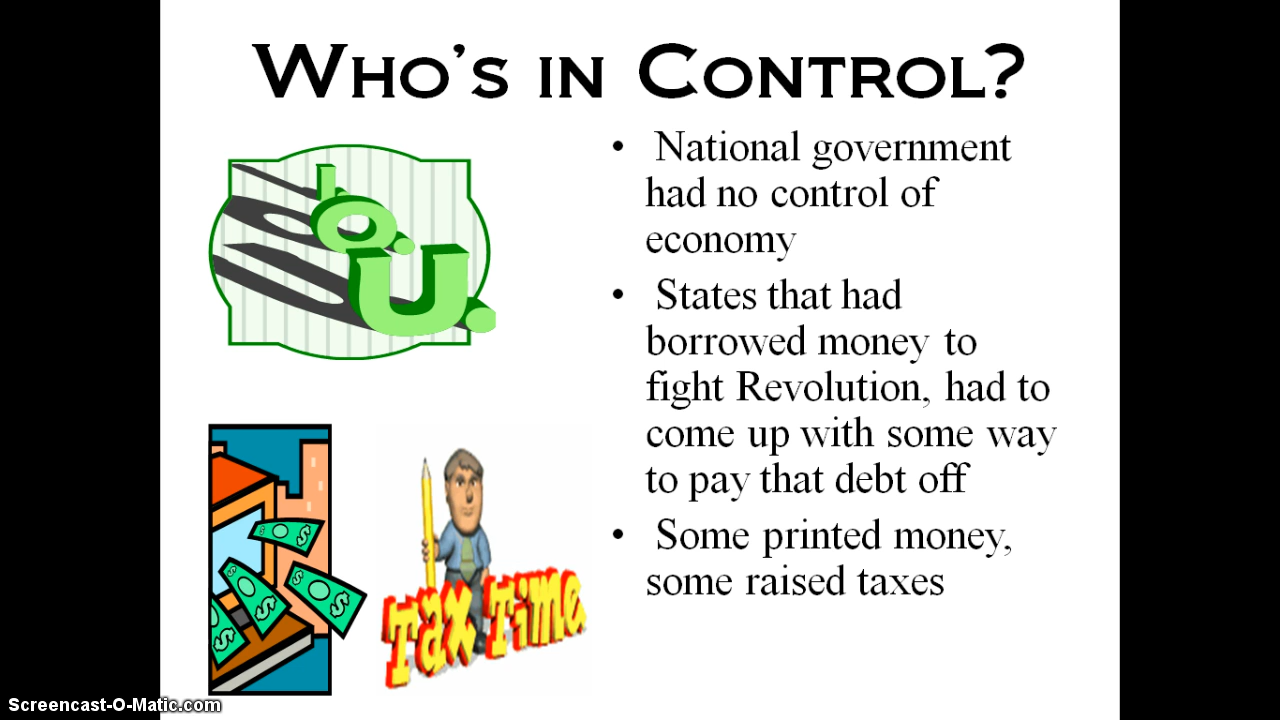 WHO'S IN CONTROL?
I.O.U.
• National government
had no control of
economy
• States that had
borrowed money to
fight Revolution, had to
come up with some way
to pay that debt off
• Some printed money,
some raised taxes
$ $
$ $
$ $
$
Tax Time
Screencast-O-Matic.com